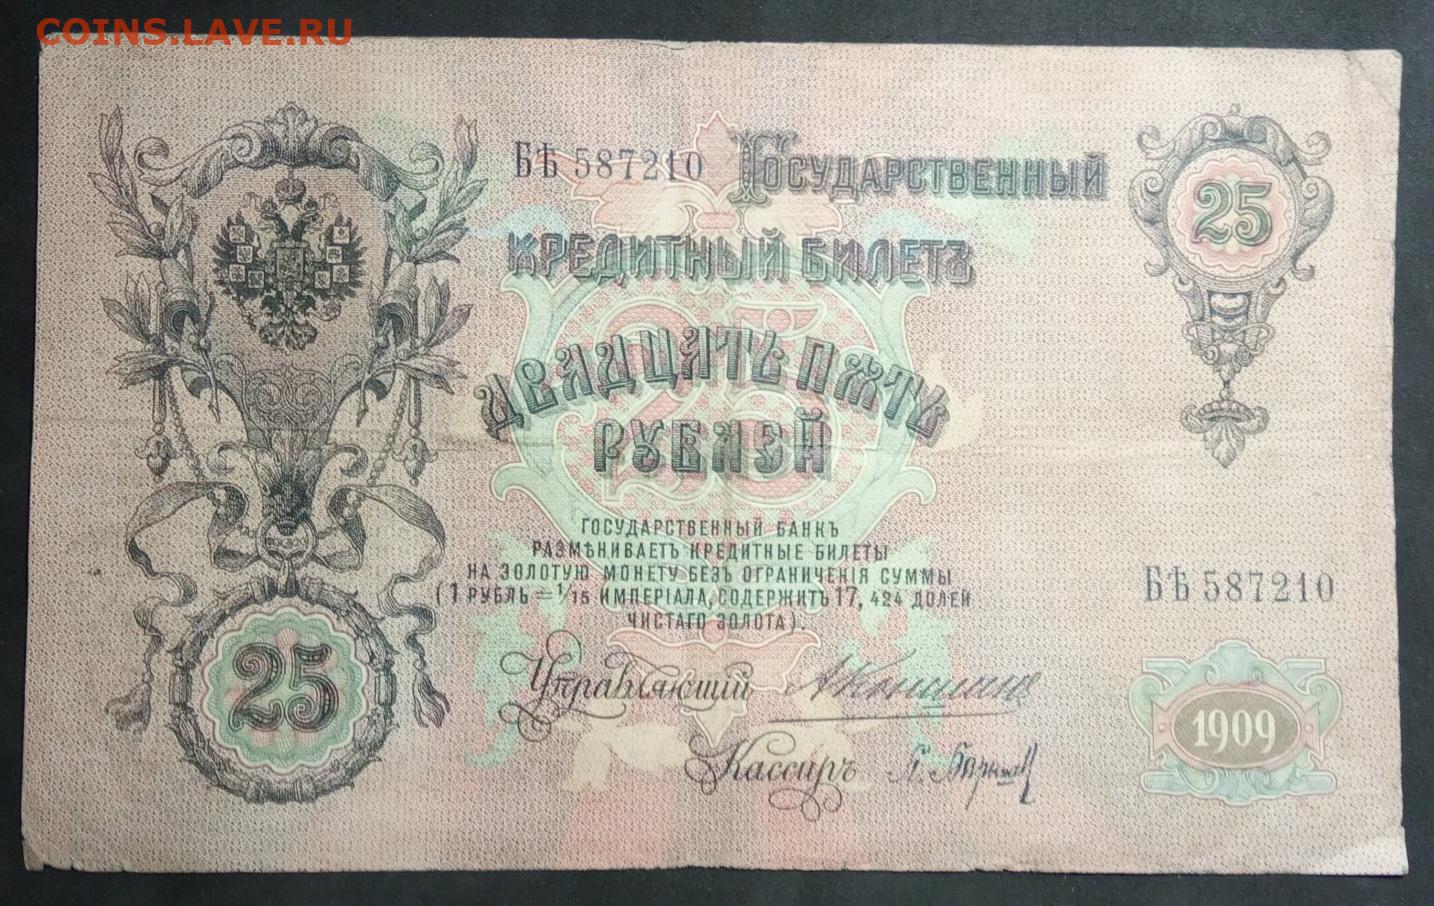 COINS.LAVE.RU
БѢ 587210 Государственный
25
кредитный билетъ
двадцать пять
рублей
Государственный банкъ
размѣниваетъ кредитные билеты
на золотую монету безъ ограниченія суммы
(1 рубль = 1/15 имперіала, содержитъ 17,424 долей
чистаго золота).
БѢ 587210
25
Управляющій АКоншинъ
1909
Кассиръ